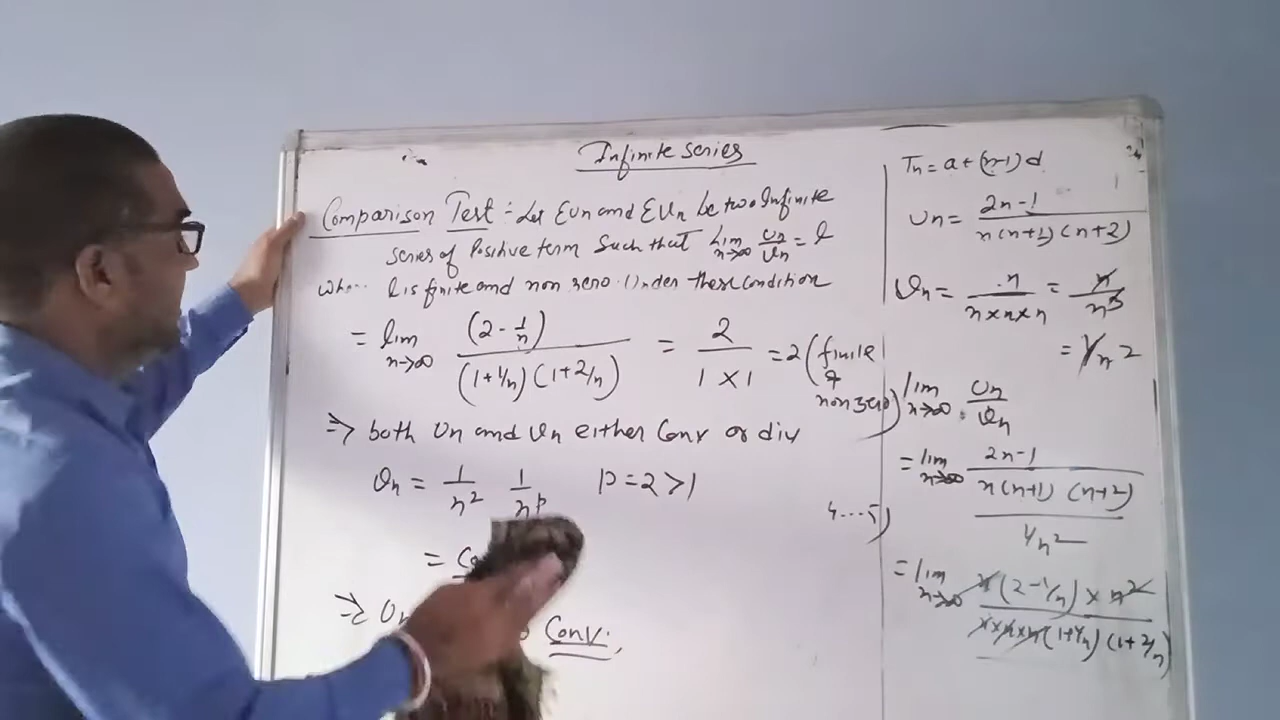 Infinite series
Comparison Test :- Let ΣUn and ΣVn be two Infinite
series of Positive term Such that lim n→∞ Un/Vn = l
l is finite and non zero. Under these condition
= lim n→∞ (2 - 1/n) / (1+1/n) (1+2/n) = 2 / 1 X 1 = 2 (finite & non zero)
⇒ both Un and Vn either Conv or div
Vn = 1/n² 1/n^p P = 2 > 1
=
⇒ Un Conv.
Tn = a + (n-1) d
Un = 2n-1 / n(n+1) (n+2)
Vn = n / n x n x n = n / n³
= 1/n²
lim n→∞ Un/Vn
= lim n→∞ 2n-1 / n(n+1) (n+2) / 1/n²
4 ... 5)
= lim n→∞ n(2-1/n) x n² / n x n x n (1+1/n) (1+2/n)